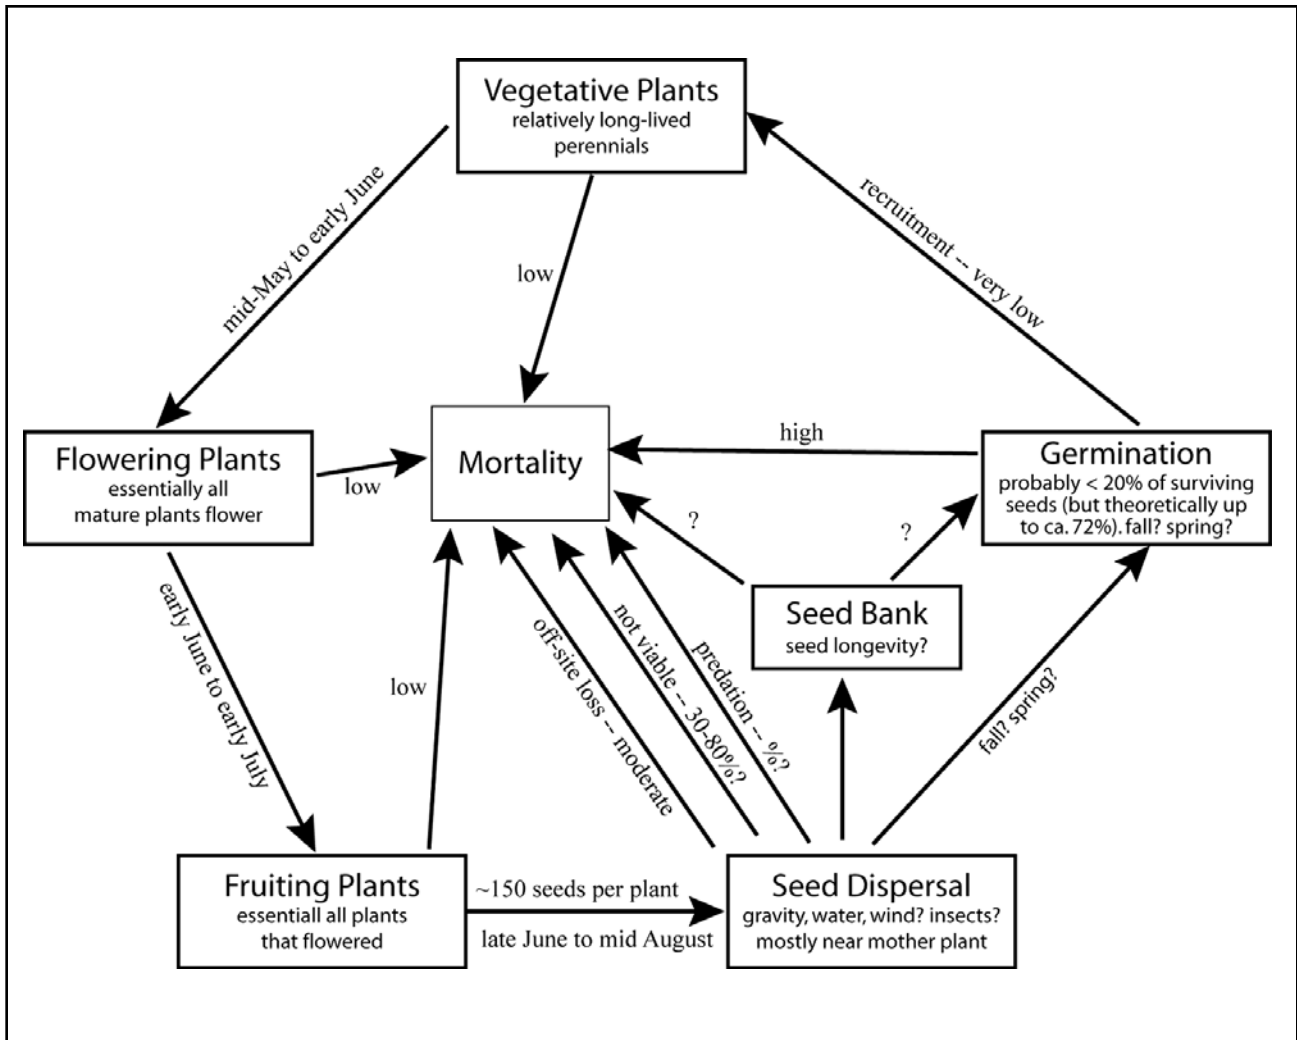 Vegetative Plants
relatively long-lived
perennials
mid-May to early June
recruitment -- very low
low
Flowering Plants
essentially all
mature plants flower
low
Mortality
high
Germination
probably < 20% of surviving
seeds (but theoretically up
to ca. 72%). fall? spring?
?
?
Seed Bank
seed longevity?
early June to early July
low
off-site loss -- moderate
not viable -- 30-80%?
predation -- %?
fall? spring?
Fruiting Plants
essentiall all plants
that flowered
~150 seeds per plant
late June to mid August
Seed Dispersal
gravity, water, wind? insects?
mostly near mother plant